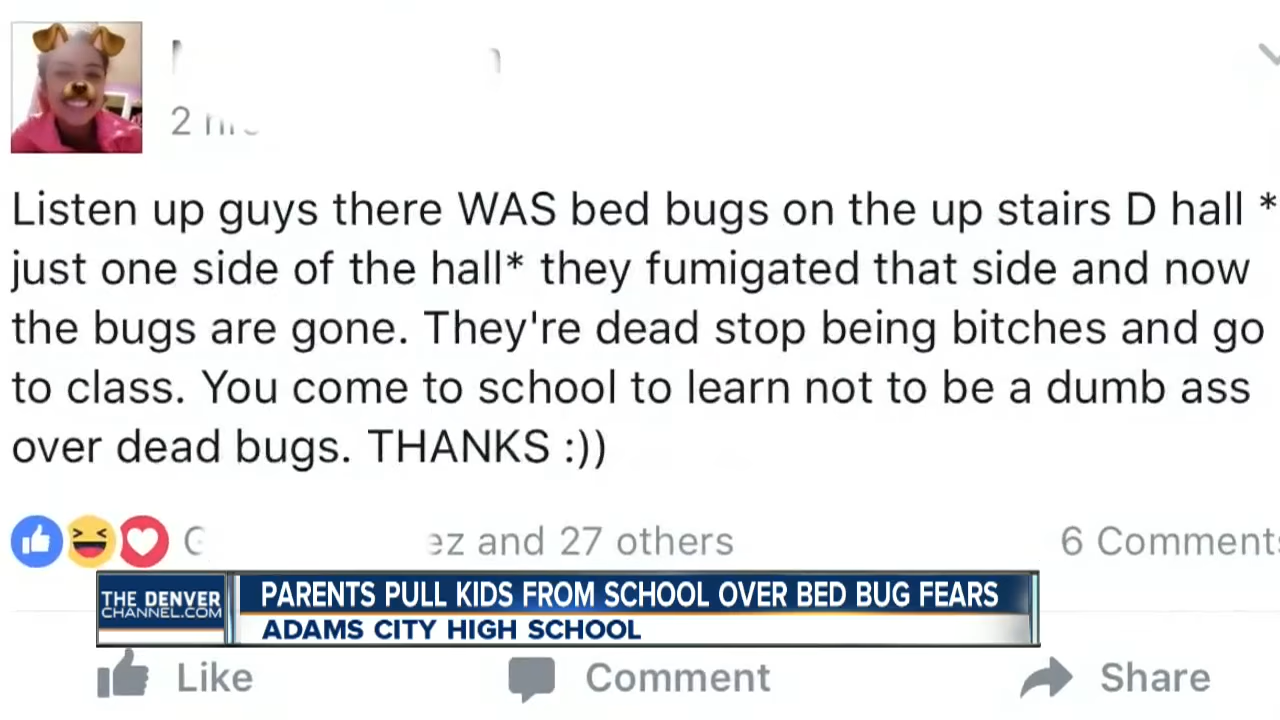 2
Listen up guys there WAS bed bugs on the up stairs D hall *
just one side of the hall* they fumigated that side and now
the bugs are gone. They're dead stop being bitches and go
to class. You come to school to learn not to be a dumb ass
over dead bugs. THANKS :))
ez and 27 others
6 Comments
THE DENVER
CHANNEL.COM
PARENTS PULL KIDS FROM SCHOOL OVER BED BUG FEARS
ADAMS CITY HIGH SCHOOL
Like
Comment
Share